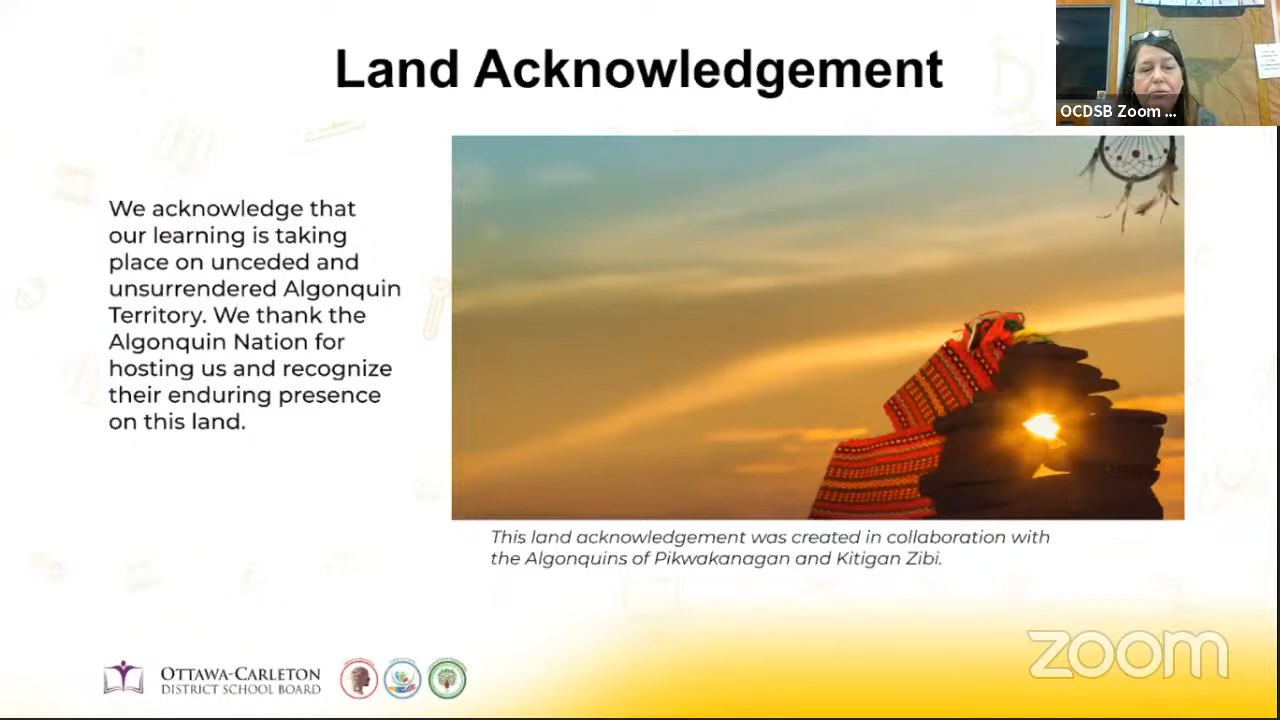 Land Acknowledgement
OCDSB Zoom ...
We acknowledge that
our learning is taking
place on unceded and
unsurrendered Algonquin
Territory. We thank the
Algonquin Nation for
hosting us and recognize
their enduring presence
on this land.
This land acknowledgement was created in collaboration with
the Algonquins of Pikwakanagan and Kitigan Zibi.
OTTAWA-CARLETON
DISTRICT SCHOOL BOARD
zoom